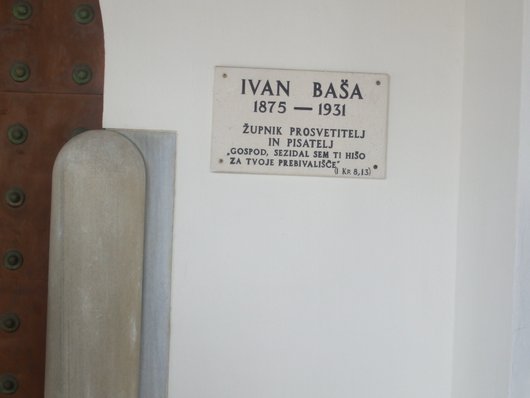 IVAN BAŠA
1875 — 1931
ŽUPNIK PROSVETITELJ
IN PISATELJ
„GOSPOD, SEZIDAL SEM TI HIŠO
ZA TVOJE PREBIVALIŠČE"
(1 KR 8,13)